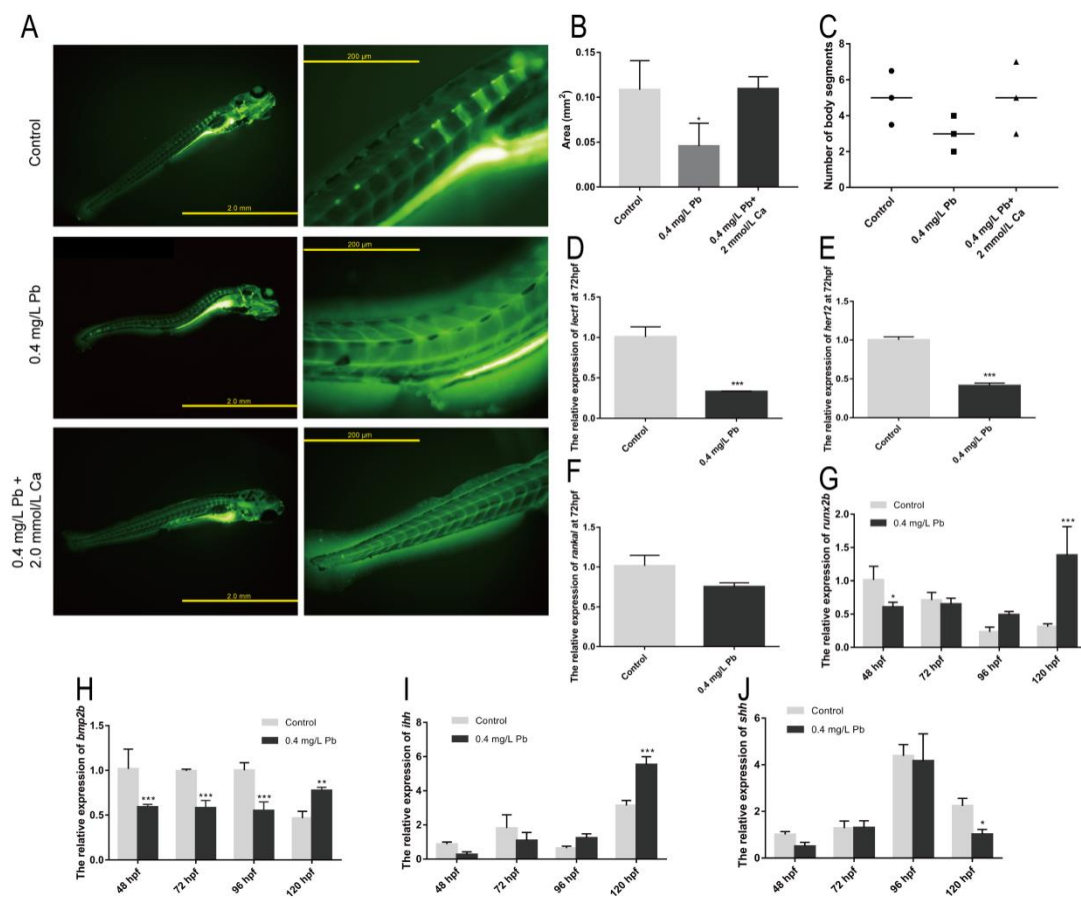 A
Control
0.4 mg/L Pb
0.4 mg/L Pb +
2.0 mmol/L Ca
200 μm
2.0 mm
200 μm
2.0 mm
200 μm
2.0 mm
B
Area (mm²)
0.15
0.10
0.05
0.00
*
Control
0.4 mg/L Pb
0.4 mg/L Pb+
2 mmol/L Ca
C
Number of body segments
8
6
4
2
0
Control
0.4 mg/L Pb
0.4 mg/L Pb+
2 mmol/L Ca
D
The relative expression of lect1 at 72hpf
1.5
1.0
0.5
0.0
***
Control
0.4 mg/L Pb
E
The relative expression of her12 at 72hpf
1.5
1.0
0.5
0.0
***
Control
0.4 mg/L Pb
F
The relative expression of rankal at 72hpf
1.5
1.0
0.5
0.0
Control
0.4 mg/L Pb
G
The relative expression of runx2b
2.0
1.5
1.0
0.5
0.0
Control
0.4 mg/L Pb
*
***
48 hpf
72 hpf
96 hpf
120 hpf
H
The relative expression of bmp2b
1.5
1.0
0.5
0.0
Control
0.4 mg/L Pb
***
***
***
**
48 hpf
72 hpf
96 hpf
120 hpf
I
The relative expression of ihh
8
6
4
2
0
Control
0.4 mg/L Pb
***
48 hpf
72 hpf
96 hpf
120 hpf
J
The relative expression of shh
6
4
2
0
Control
0.4 mg/L Pb
*
48 hpf
72 hpf
96 hpf
120 hpf